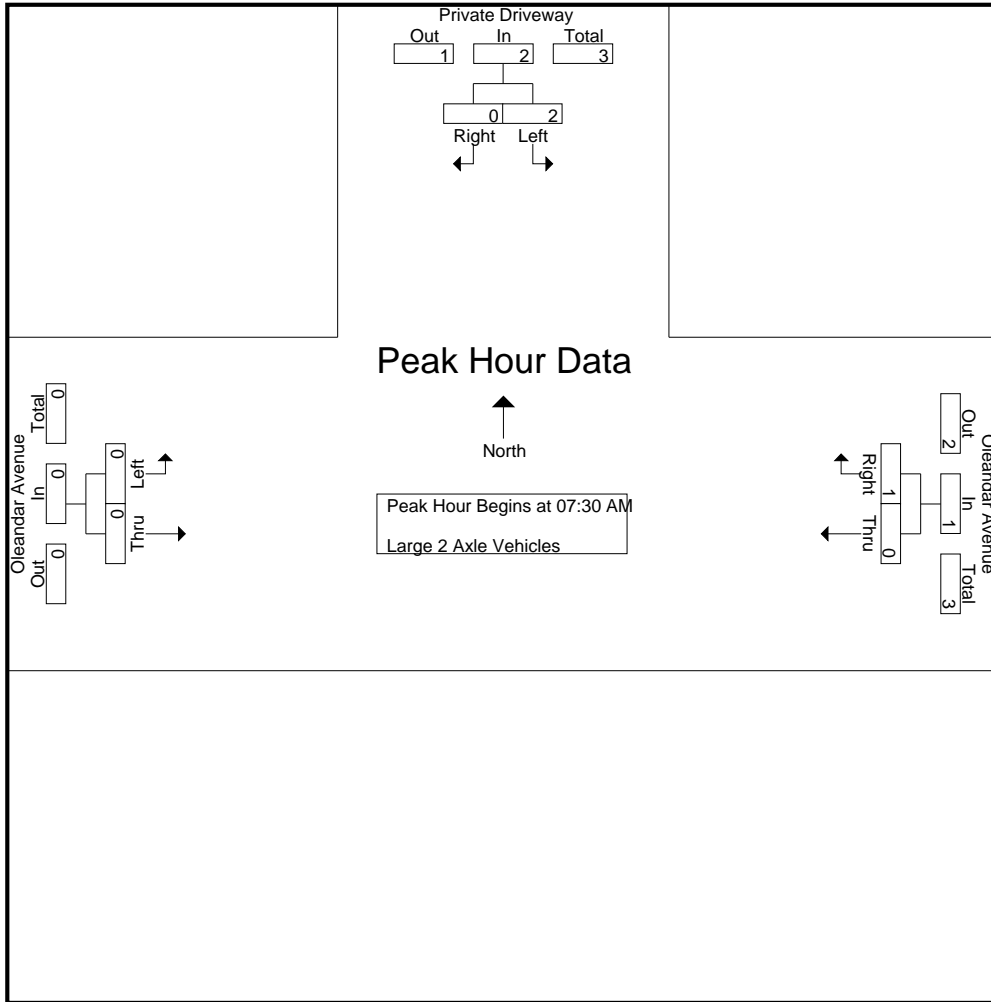 Private Driveway
Out In Total
1 2 3
0 2
Right Left
Peak Hour Data
North
Peak Hour Begins at 07:30 AM
Large 2 Axle Vehicles
Oleandar Avenue
Out In Total
0 0 0
0 0
Left Thru
Oleandar Avenue
Out In Total
2 1 3
1 0
Right Thru